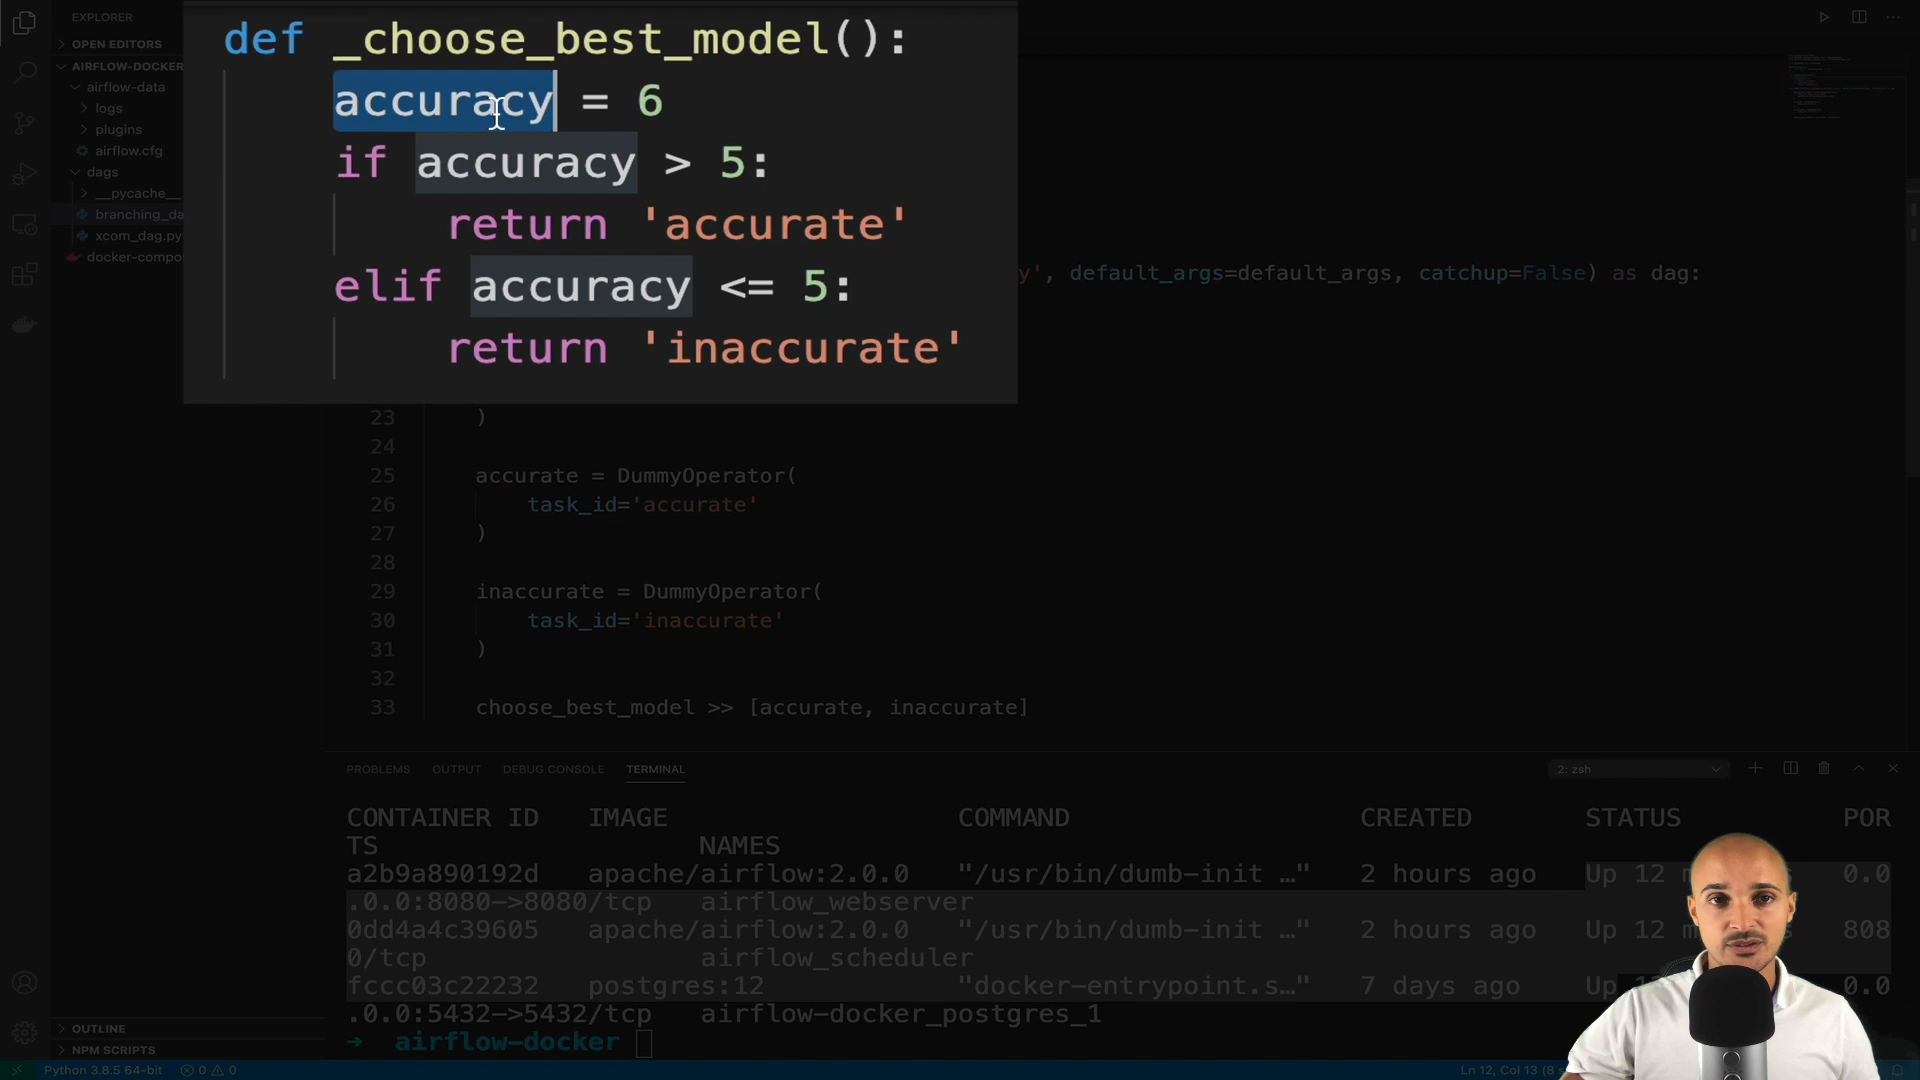 EXPLORER
OPEN EDITORS
AIRFLOW-DOCKER
airflow-data
logs
plugins
airflow.cfg
dags
__pycache__
branching_da
xcom_dag.py
docker-compo
def _choose_best_model():
accuracy = 6
if accuracy > 5:
return 'accurate'
elif accuracy <= 5:
return 'inaccurate'
y', default_args=default_args, catchup=False) as dag:
23 )
24
25 accurate = DummyOperator(
26 task_id='accurate'
27 )
28
29 inaccurate = DummyOperator(
30 task_id='inaccurate'
31 )
32
33 choose_best_model >> [accurate, inaccurate]
PROBLEMS OUTPUT DEBUG CONSOLE TERMINAL 2: zsh
CONTAINER ID IMAGE COMMAND CREATED STATUS POR
TS NAMES
a2b9a890192d apache/airflow:2.0.0 "/usr/bin/dumb-init …" 2 hours ago Up 12 m 0.0
.0.0:8080->8080/tcp airflow_webserver
0dd4a4c39605 apache/airflow:2.0.0 "/usr/bin/dumb-init …" 2 hours ago Up 12 m 808
0/tcp airflow_scheduler
fccc03c22232 postgres:12 "docker-entrypoint.s…" 7 days ago Up 0.0
.0.0:5432->5432/tcp airflow-docker_postgres_1
➜ airflow-docker
OUTLINE
NPM SCRIPTS
Python 3.8.5 64-bit 0 0 Ln 12, Col 13 (8